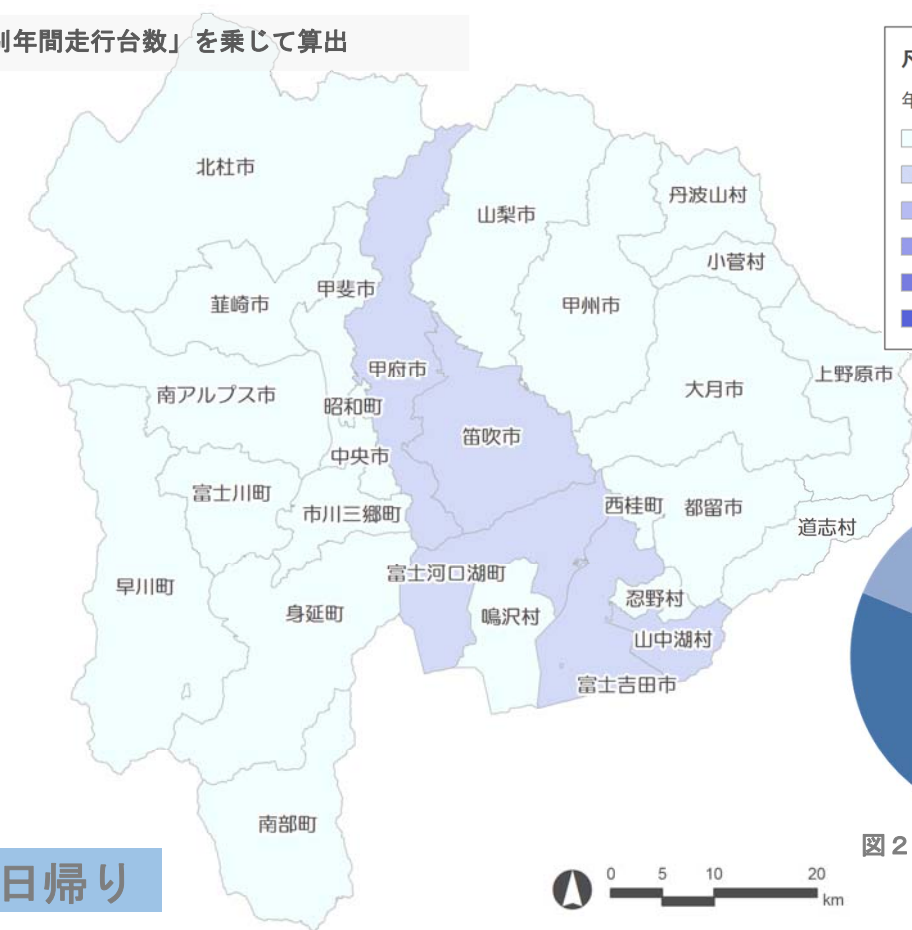 年間走行台数」を乗じて算出
北杜市
丹波山村
山梨市
小菅村
甲斐市
韮崎市
甲州市
甲府市
上野原市
大月市
南アルプス市
昭和町
笛吹市
中央市
富士川町
西桂町
都留市
市川三郷町
道志村
富士河口湖町
早川町
忍野村
身延町
鳴沢村
山中湖村
富士吉田市
南部町
図2
日帰り
0 5 10 20
km